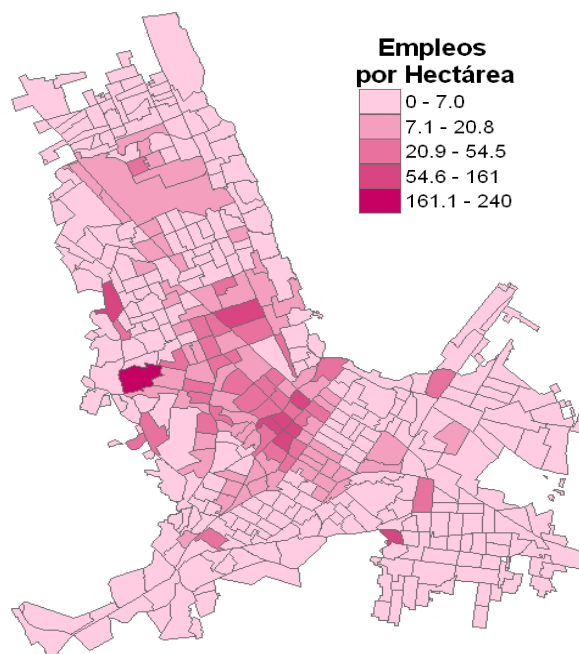 Empleos
por Hectárea
0 - 7.0
7.1 - 20.8
20.9 - 54.5
54.6 - 161
161.1 - 240